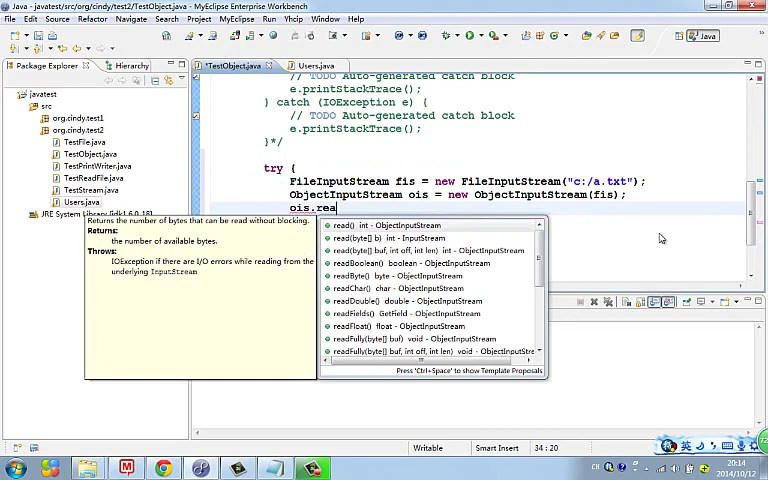 Java - javatest/src/org/cindy/test2/TestObject.java - MyEclipse Enterprise Workbench
File Edit Source Refactor Navigate Search Project MyEclipse Run Ycip Window Help
Java
Package Explorer Hierarchy
*TestObject.java Users.java
javatest
src
org.cindy.test1
org.cindy.test2
TestFile.java
TestObject.java
TestPrintWriter.java
TestReadFile.java
TestStream.java
Users.java
JRE System Library [jdk1.6.0_18]
// TODO Auto-generated catch block
e.printStackTrace();
} catch (IOException e) {
// TODO Auto-generated catch block
e.printStackTrace();
}*/
try {
FileInputStream fis = new FileInputStream("c:/a.txt");
ObjectInputStream ois = new ObjectInputStream(fis);
ois.rea
Returns the number of bytes that can be read without blocking.
Returns:
the number of available bytes.
Throws:
IOException if there are I/O errors while reading from the
underlying InputStream
read() int - ObjectInputStream
read(byte[] b) int - InputStream
read(byte[] buf, int off, int len) int - ObjectInputStream
readBoolean() boolean - ObjectInputStream
readByte() byte - ObjectInputStream
readChar() char - ObjectInputStream
readDouble() double - ObjectInputStream
readFields() GetField - ObjectInputStream
readFloat() float - ObjectInputStream
readFully(byte[] buf) void - ObjectInputStream
readFully(byte[] buf, int off, int len) void - ObjectInputStre
Press 'Ctrl+Space' to show Template Proposals
Writable Smart Insert 34 : 20
英
72
CH
20:14
2014/10/12